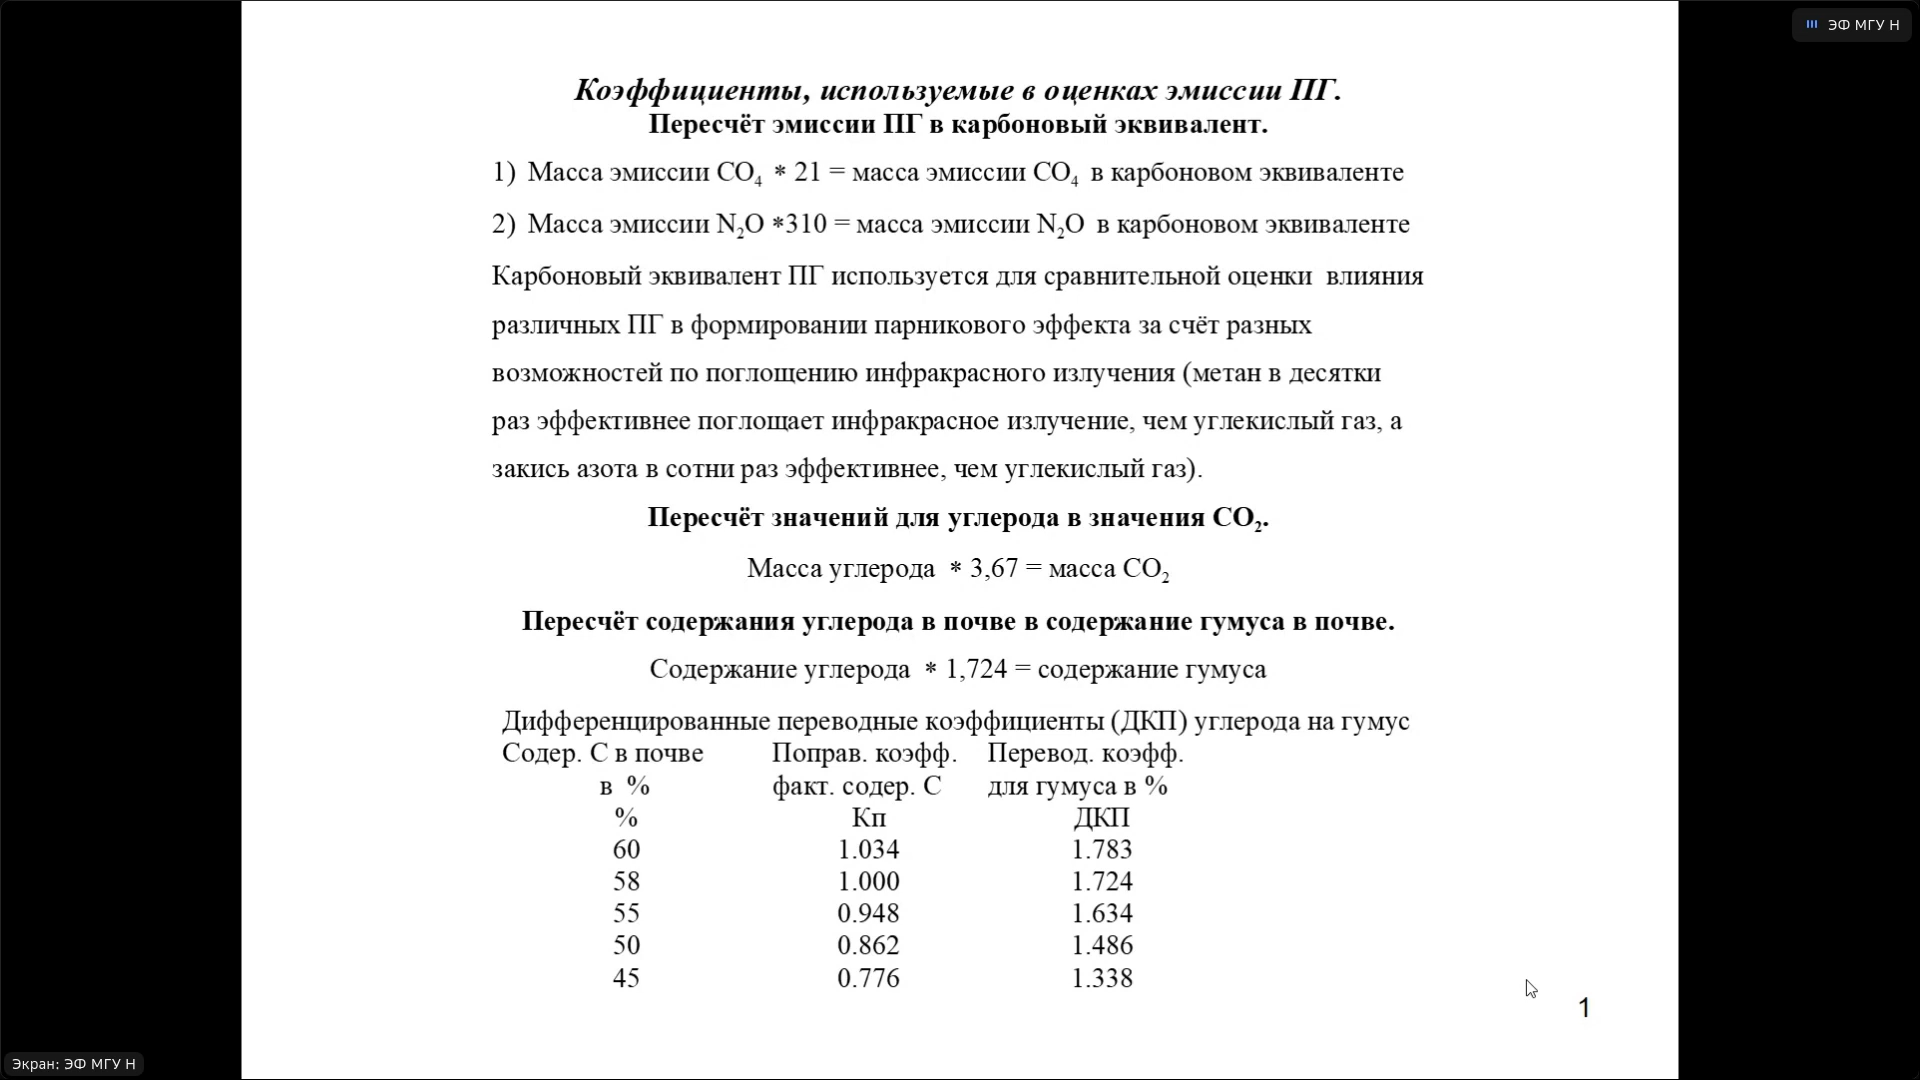 ЭФ МГУ Н
Коэффициенты, используемые в оценках эмиссии ПГ.
Пересчёт эмиссии ПГ в карбоновый эквивалент.
1) Масса эмиссии CO₄ * 21 = масса эмиссии CO₄ в карбоновом эквиваленте
2) Масса эмиссии N₂O *310 = масса эмиссии N₂O в карбоновом эквиваленте
Карбоновый эквивалент ПГ используется для сравнительной оценки влияния
различных ПГ в формировании парникового эффекта за счёт разных
возможностей по поглощению инфракрасного излучения (метан в десятки
раз эффективнее поглощает инфракрасное излучение, чем углекислый газ, а
закись азота в сотни раз эффективнее, чем углекислый газ).
Пересчёт значений для углерода в значения CO₂.
Масса углерода * 3,67 = масса CO₂
Пересчёт содержания углерода в почве в содержание гумуса в почве.
Содержание углерода * 1,724 = содержание гумуса
Дифференцированные переводные коэффициенты (ДКП) углерода на гумус
Содер. С в почве Поправ. коэфф. Перевод. коэфф.
в % факт. содер. С для гумуса в %
% Кп ДКП
60 1.034 1.783
58 1.000 1.724
55 0.948 1.634
50 0.862 1.486
45 0.776 1.338
1
Экран: ЭФ МГУ Н